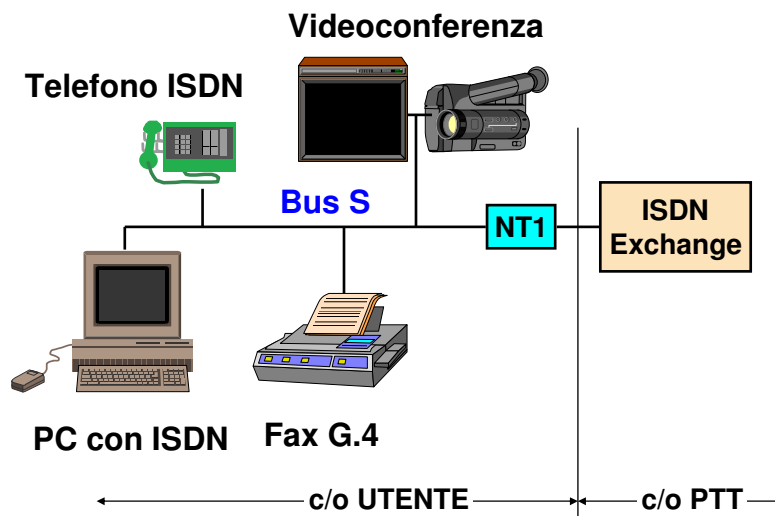 Videoconferenza
Telefono ISDN
Bus S
NT1
ISDN
Exchange
PC con ISDN
Fax G.4
c/o UTENTE
c/o PTT